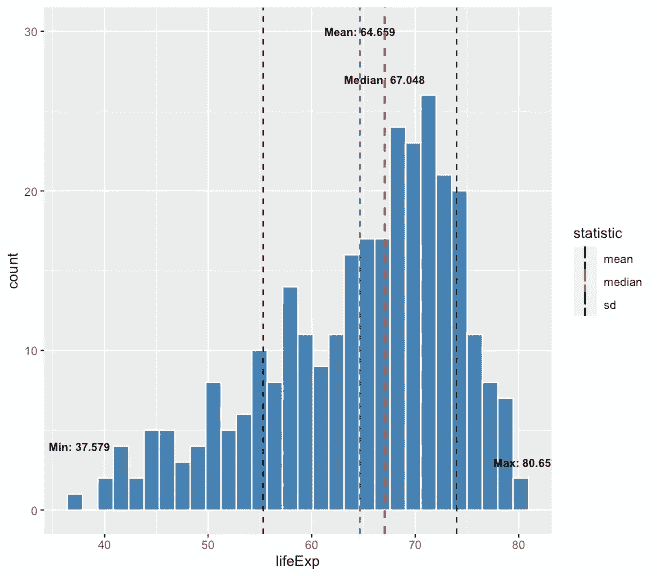 30
Mean: 64.659
Median: 67.048
20
count
statistic
mean
median
sd
10
Min: 37.579
Max: 80.65
0
40 50 60 70 80
lifeExp